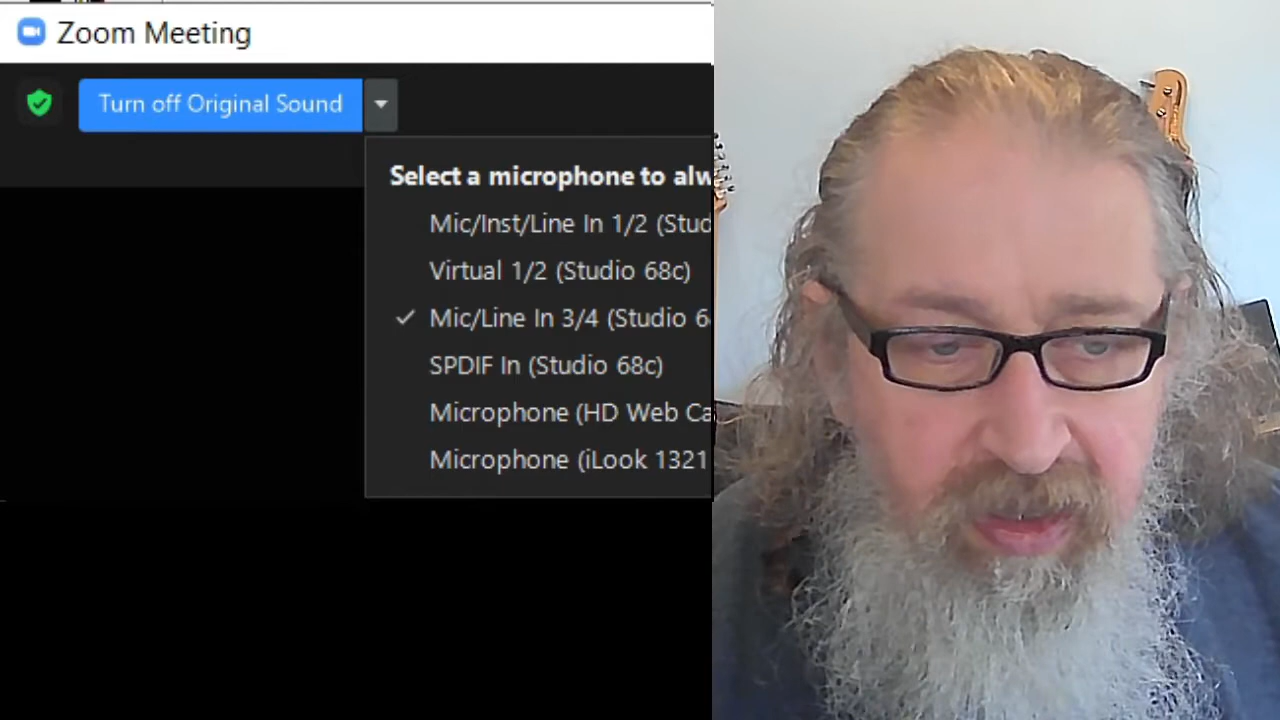 Zoom Meeting
Turn off Original Sound
Select a microphone to alw
Mic/Inst/Line In 1/2 (Stud
Virtual 1/2 (Studio 68c)
Mic/Line In 3/4 (Studio 6
SPDIF In (Studio 68c)
Microphone (HD Web Ca
Microphone (iLook 1321